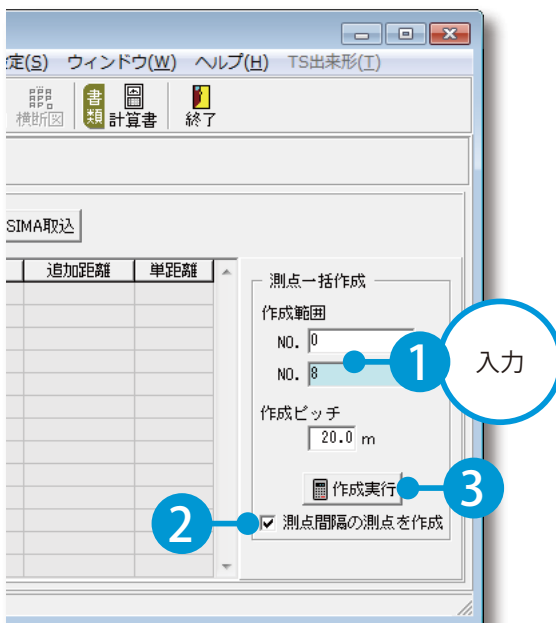 定(S) ウィンドウ(W) ヘルプ(H) TS出来形(T)
横断図 書類 計算書 終了
SIMA取込
追加距離 単距離
測点一括作成
作成範囲
NO. 0
NO. 8
1 入力
作成ピッチ
20.0 m
作成実行 3
2 測点間隔の測点を作成